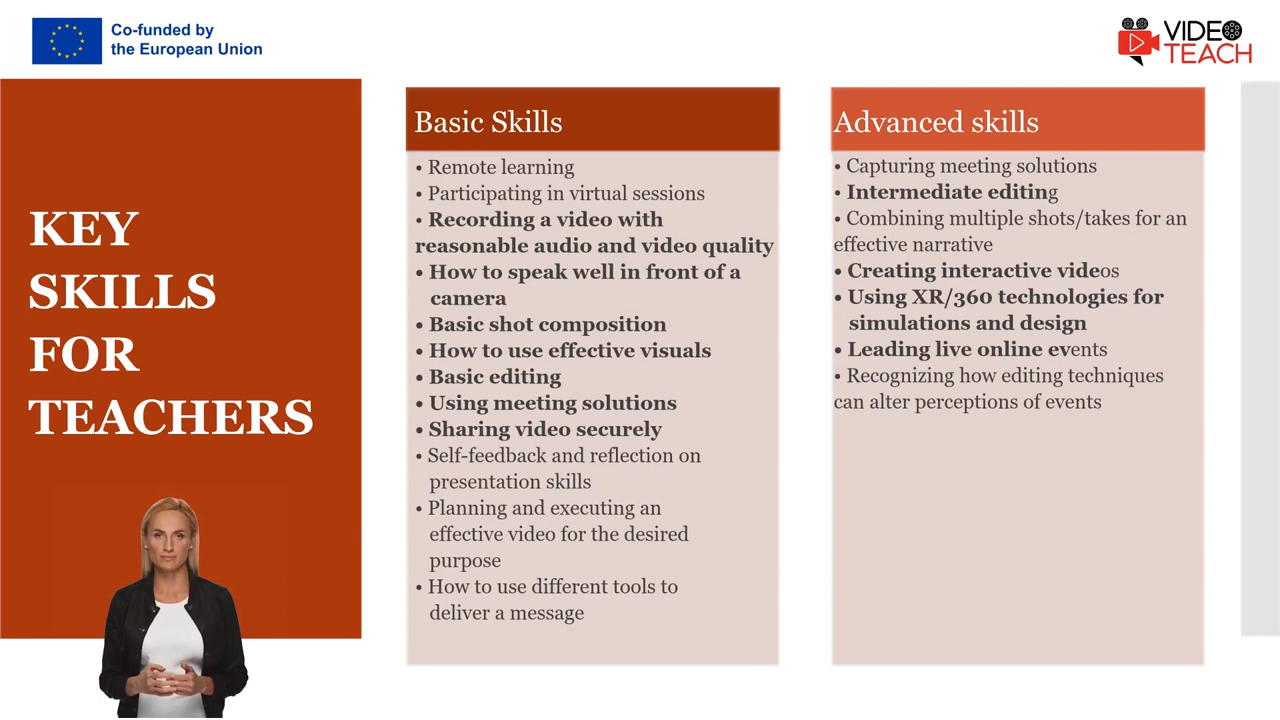 Co-funded by
the European Union
VIDEO
TEACH
KEY
SKILLS
FOR
TEACHERS
Basic Skills
• Remote learning
• Participating in virtual sessions
• Recording a video with
reasonable audio and video quality
• How to speak well in front of a
camera
• Basic shot composition
• How to use effective visuals
• Basic editing
• Using meeting solutions
• Sharing video securely
• Self-feedback and reflection on
presentation skills
• Planning and executing an
effective video for the desired
purpose
• How to use different tools to
deliver a message
Advanced skills
• Capturing meeting solutions
• Intermediate editing
• Combining multiple shots/takes for an
effective narrative
• Creating interactive videos
• Using XR/360 technologies for
simulations and design
• Leading live online events
• Recognizing how editing techniques
can alter perceptions of events